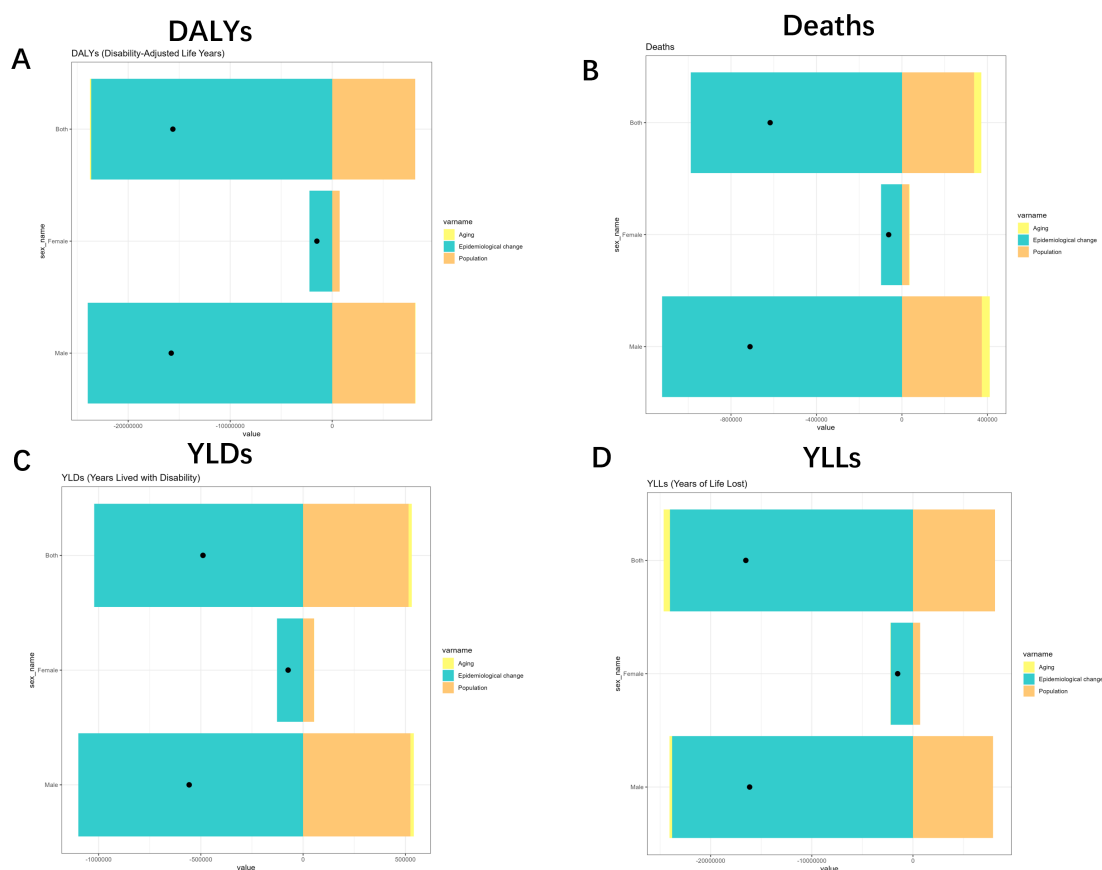 DALYs
A
DALYs (Disability-Adjusted Life Years)
sex_name
Both
Female
Male
-20000000
-10000000
0
value
varname
Aging
Epidemiological change
Population
Deaths
B
Deaths
sex_name
Both
Female
Male
-800000
-400000
0
400000
value
varname
Aging
Epidemiological change
Population
YLDs
C
YLDs (Years Lived with Disability)
sex_name
Both
Female
Male
-1000000
-500000
0
500000
value
varname
Aging
Epidemiological change
Population
YLLs
D
YLLs (Years of Life Lost)
sex_name
Both
Female
Male
-20000000
-10000000
0
value
varname
Aging
Epidemiological change
Population